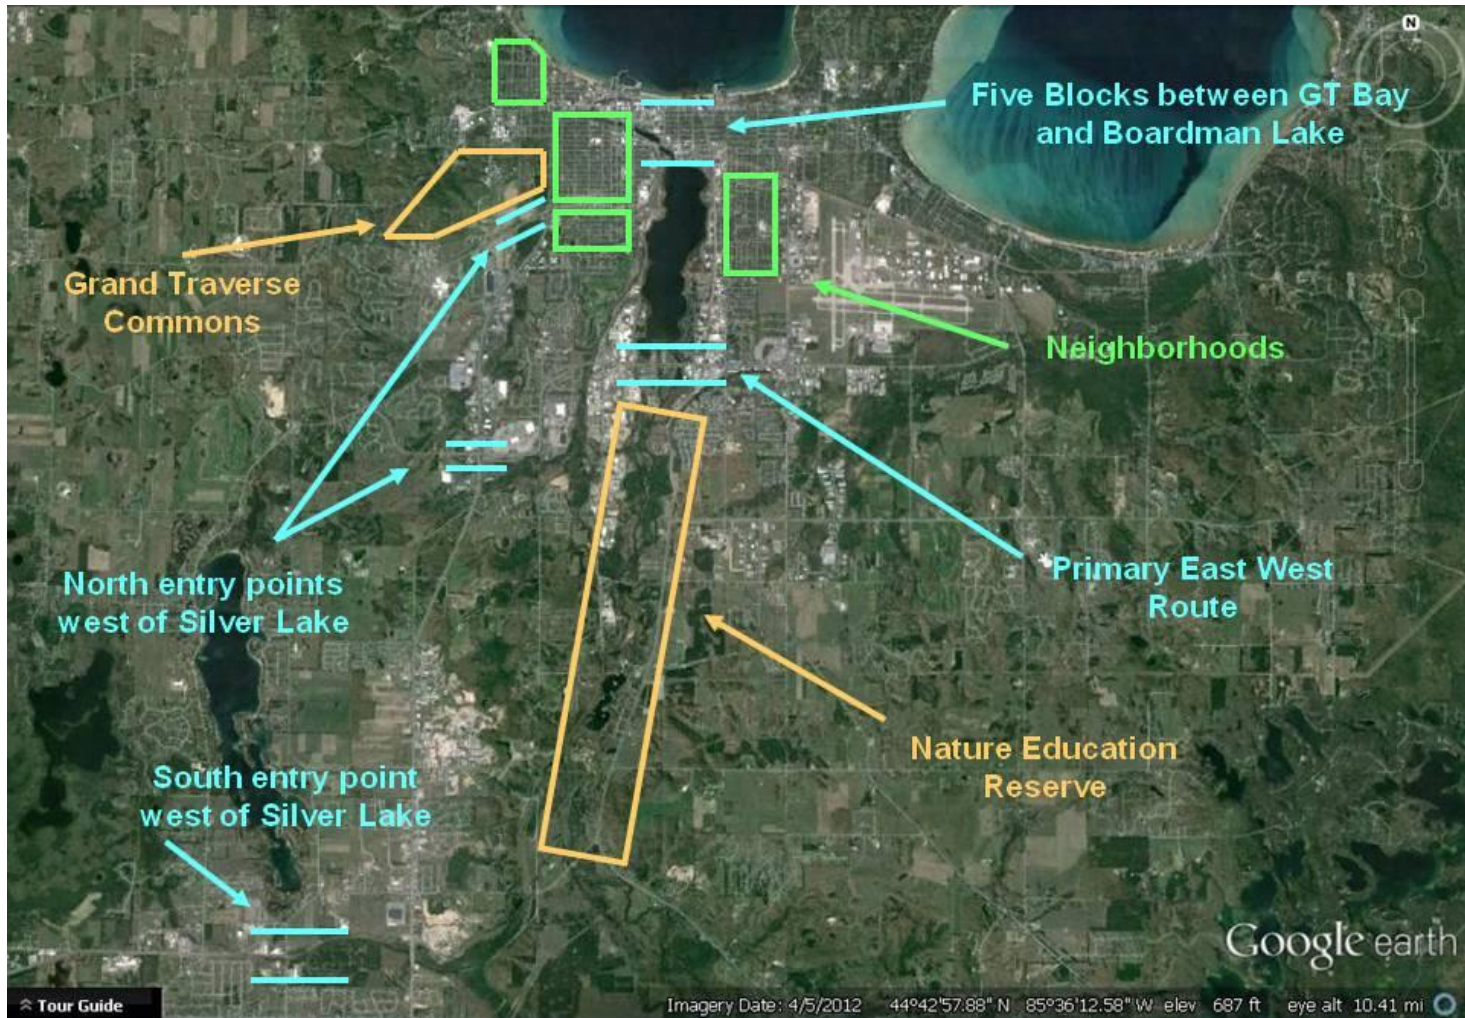 N
Five Blocks between GT Bay
and Boardman Lake
Grand Traverse
Commons
Neighborhoods
North entry points
west of Silver Lake
Primary East West
Route
Nature Education
Reserve
South entry point
west of Silver Lake
Google earth
Tour Guide
Imagery Date: 4/5/2012 44°42'57.88" N 85°36'12.58" W elev 687 ft eye alt 10.41 mi